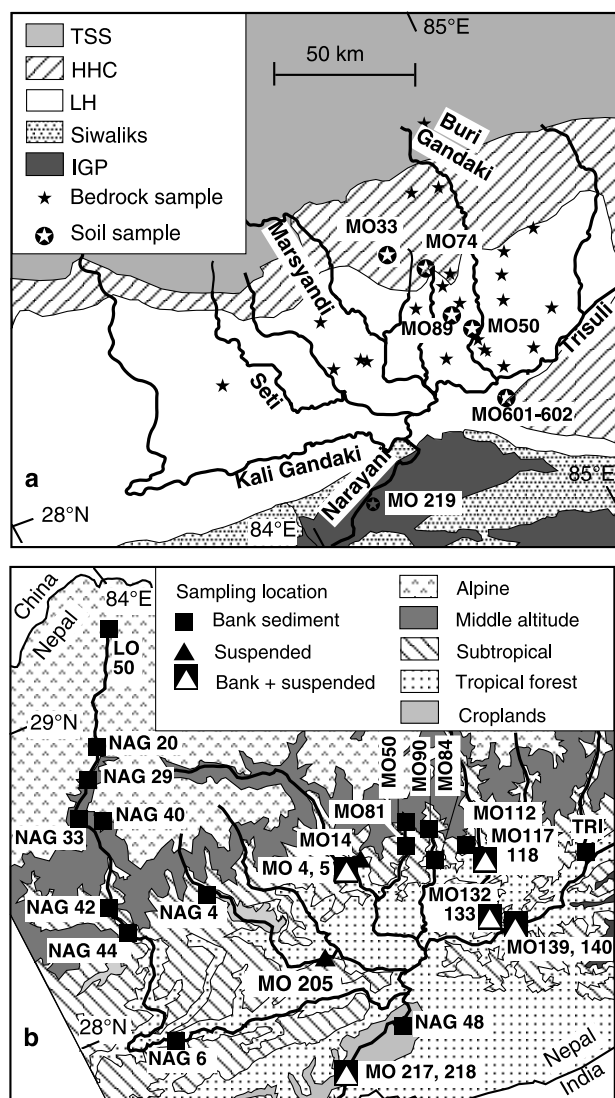 85°E
TSS
HHC
LH
Siwaliks
IGP
Bedrock sample
Soil sample
50 km
Buri
Gandaki
MO33
MO74
Marsyandi
MO89
MO50
Trisuli
Seti
MO601-602
Kali Gandaki
Narayani
MO 219
a
28°N
84°E
85°E
China
Nepal
84°E
LO
50
Sampling location
Bank sediment
Suspended
Bank + suspended
Alpine
Middle altitude
Subtropical
Tropical forest
Croplands
29°N
NAG 20
NAG 29
NAG 40
NAG 33
MO50
MO90
MO84
MO81
MO112
MO14
MO117
118
TRI
MO 4, 5
NAG 42
NAG 4
MO132
133
NAG 44
MO139, 140
MO 205
28°N
NAG 48
b
NAG 6
MO 217, 218
Nepal
India